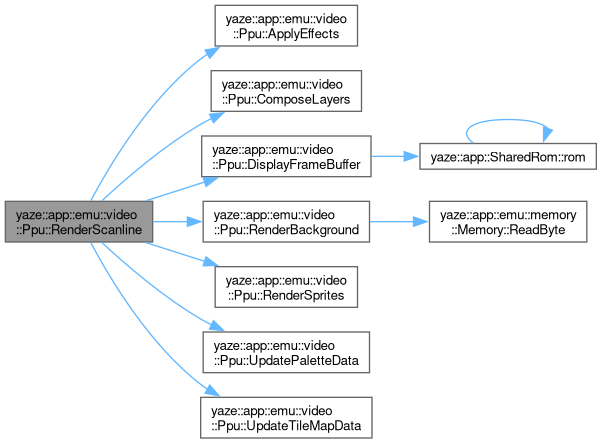 yaze::app::emu::video
::Ppu::ApplyEffects
yaze::app::emu::video
::Ppu::ComposeLayers
yaze::app::emu::video
::Ppu::DisplayFrameBuffer
yaze::app::SharedRom::rom
yaze::app::emu::video
::Ppu::RenderScanline
yaze::app::emu::video
::Ppu::RenderBackground
yaze::app::emu::memory
::Memory::ReadByte
yaze::app::emu::video
::Ppu::RenderSprites
yaze::app::emu::video
::Ppu::UpdatePaletteData
yaze::app::emu::video
::Ppu::UpdateTileMapData